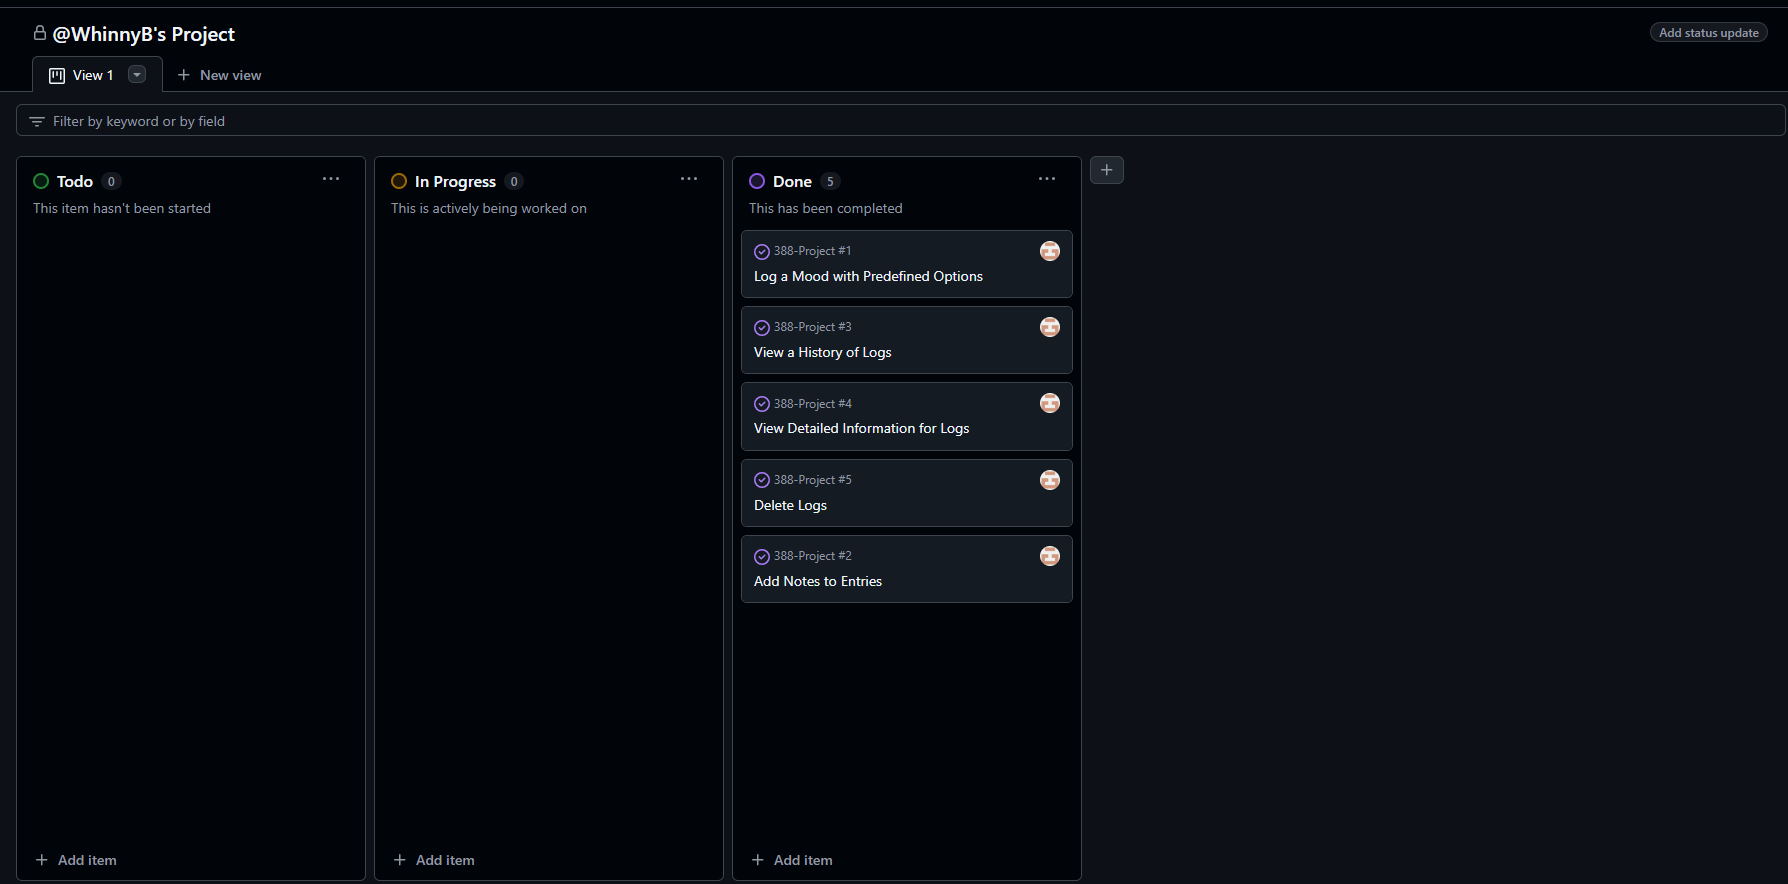 @WhinnyB's Project
Add status update
View 1
New view
Filter by keyword or by field
Todo 0
This item hasn't been started
In Progress 0
This is actively being worked on
Done 5
This has been completed
388-Project #1
Log a Mood with Predefined Options
388-Project #3
View a History of Logs
388-Project #4
View Detailed Information for Logs
388-Project #5
Delete Logs
388-Project #2
Add Notes to Entries
Add item
Add item
Add item